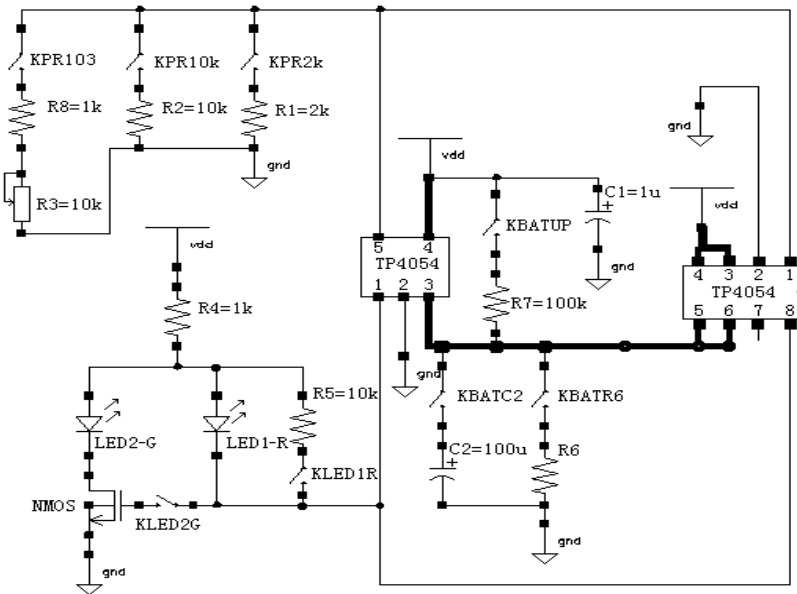 KPR103 KPR10k KPR2k
R8=1k R2=10k R1=2k
gnd
R3=10k
vdd
R4=1k
LED2-G LED1-R
R5=10k
KLED1R
NMOS
KLED2G
gnd
vdd
C1=1u
KBATUP
gnd
5 4
TP4054
1 2 3
R7=100k
gnd
KBATC2 KBATR6
C2=100u R6
gnd
gnd
vdd
4 3 2 1
TP4054
5 6 7 8